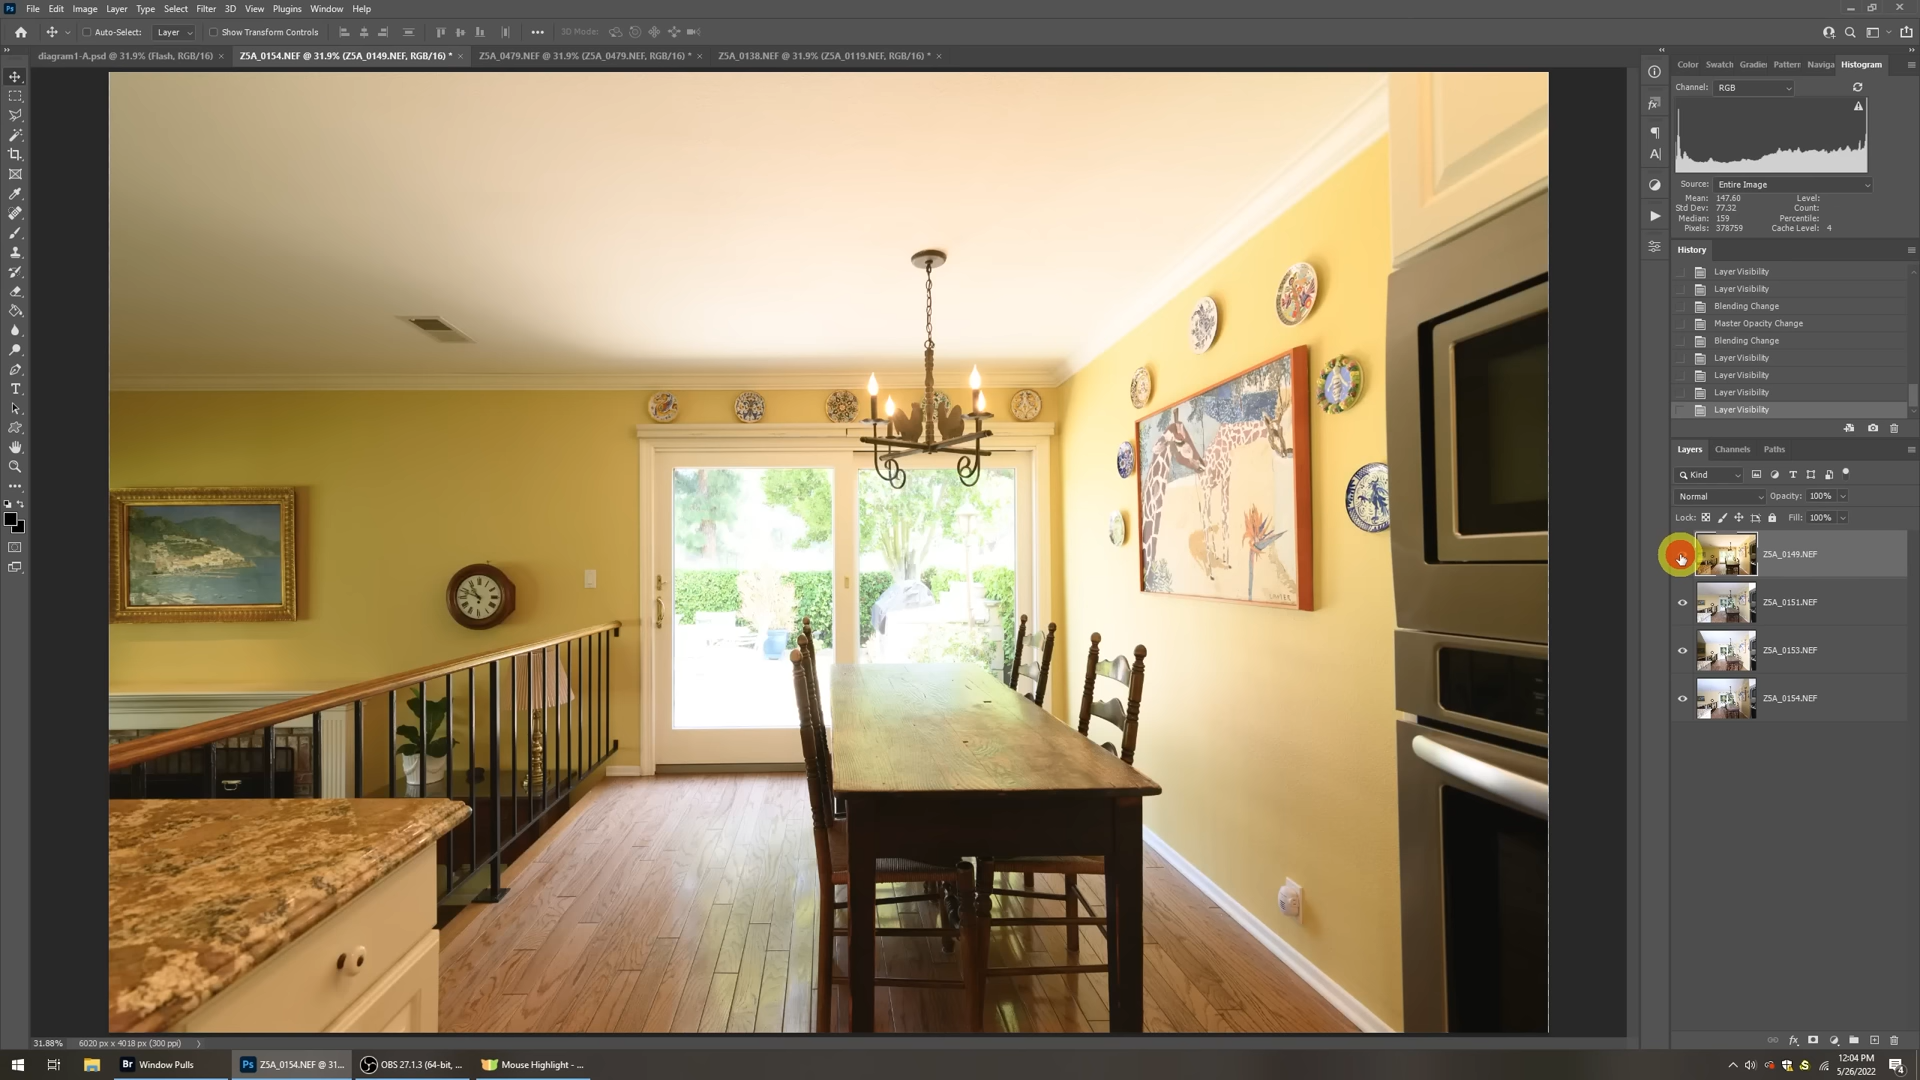 Ps File Edit Image Layer Type Select Filter 3D View Plugins Window Help
Auto-Select: Layer Show Transform Controls 3D Mode:
diagram1-A.psd @ 31.9% (Flash, RGB/16) × Z5A_0154.NEF @ 31.9% (Z5A_0149.NEF, RGB/16) * × Z5A_0479.NEF @ 31.9% (Z5A_0479.NEF, RGB/16) * × Z5A_0138.NEF @ 31.9% (Z5A_0119.NEF, RGB/16) * ×
Color Swatch Gradie Pattern Naviga Histogram
Channel: RGB
Source: Entire Image
Mean: 147.60 Level:
Std Dev: 77.32 Count:
Median: 159 Percentile:
Pixels: 378759 Cache Level: 4
History
Layer Visibility
Layer Visibility
Blending Change
Master Opacity Change
Blending Change
Layer Visibility
Layer Visibility
Layer Visibility
Layer Visibility
Layers Channels Paths
Kind
Normal Opacity: 100%
Lock: Fill: 100%
Z5A_0149.NEF
Z5A_0151.NEF
Z5A_0153.NEF
Z5A_0154.NEF
31.88% 6020 px x 4018 px (300 ppi)
Br Window Pulls Ps Z5A_0154.NEF @ 31... OBS 27.1.3 (64-bit, ... Mouse Highlight - ...
12:04 PM
5/26/2022
4